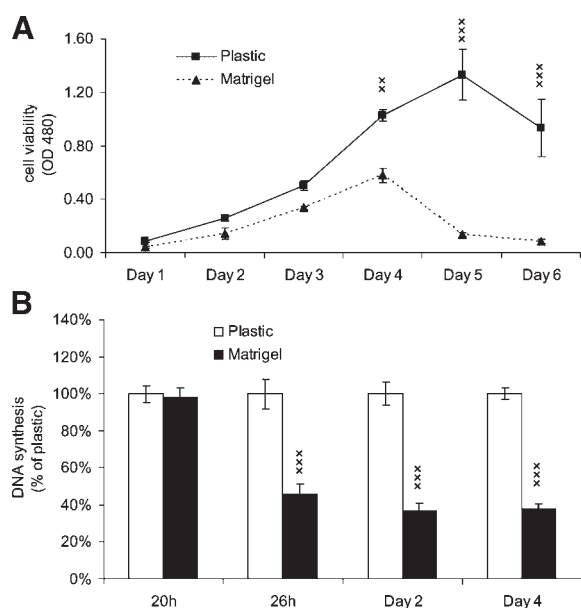 A
1.60
1.20
0.80
0.40
0.00
cell viability
(OD 480)
Plastic
Matrigel
××
×××
×××
Day 1 Day 2 Day 3 Day 4 Day 5 Day 6
B
140%
120%
100%
80%
60%
40%
20%
0%
DNA synthesis
(% of plastic)
Plastic
Matrigel
×××
×××
×××
20h 26h Day 2 Day 4